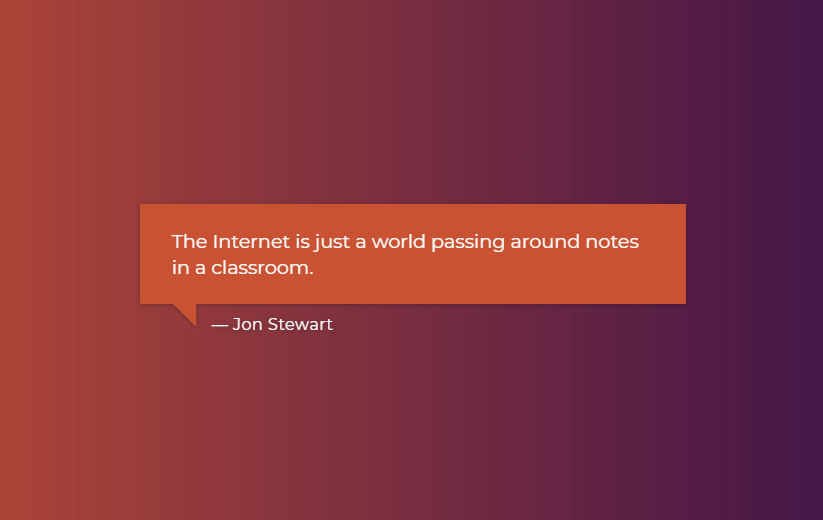 The Internet is just a world passing around notes
in a classroom.
— Jon Stewart